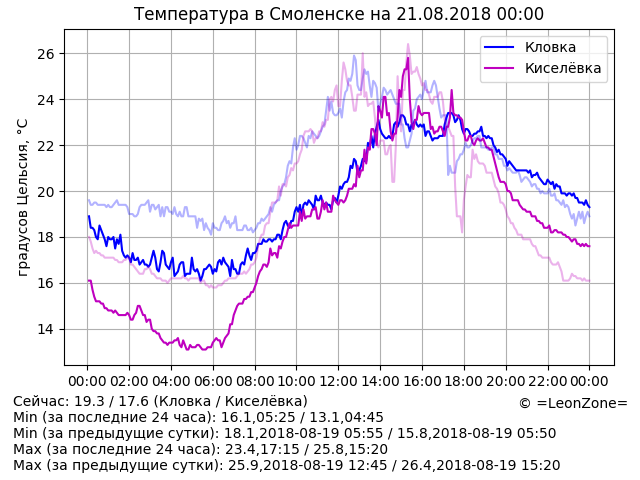 Температура в Смоленске на 21.08.2018 00:00
Кловка
Киселёвка
градусов Цельсия, °C
26
24
22
20
18
16
14
00:00 02:00 04:00 06:00 08:00 10:00 12:00 14:00 16:00 18:00 20:00 22:00 00:00
Сейчас: 19.3 / 17.6 (Кловка / Киселёвка)
© =LeonZone=
Min (за последние 24 часа): 16.1,05:25 / 13.1,04:45
Min (за предыдущие сутки): 18.1,2018-08-19 05:55 / 15.8,2018-08-19 05:50
Max (за последние 24 часа): 23.4,17:15 / 25.8,15:20
Max (за предыдущие сутки): 25.9,2018-08-19 12:45 / 26.4,2018-08-19 15:20